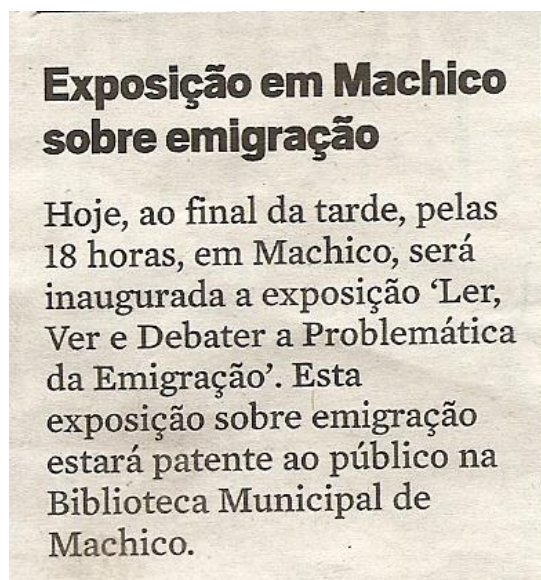 Exposição em Machico
sobre emigração
Hoje, ao final da tarde, pelas
18 horas, em Machico, será
inaugurada a exposição ‘Ler,
Ver e Debater a Problemática
da Emigração’. Esta
exposição sobre emigração
estará patente ao público na
Biblioteca Municipal de
Machico.